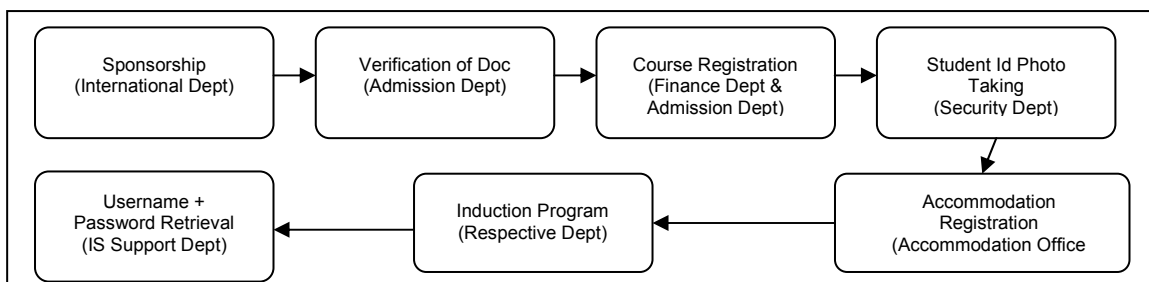 Sponsorship
(International Dept)
Verification of Doc
(Admission Dept)
Course Registration
(Finance Dept &
Admission Dept)
Student Id Photo
Taking
(Security Dept)
Accommodation
Registration
(Accommodation Office
Induction Program
(Respective Dept)
Username +
Password Retrieval
(IS Support Dept)